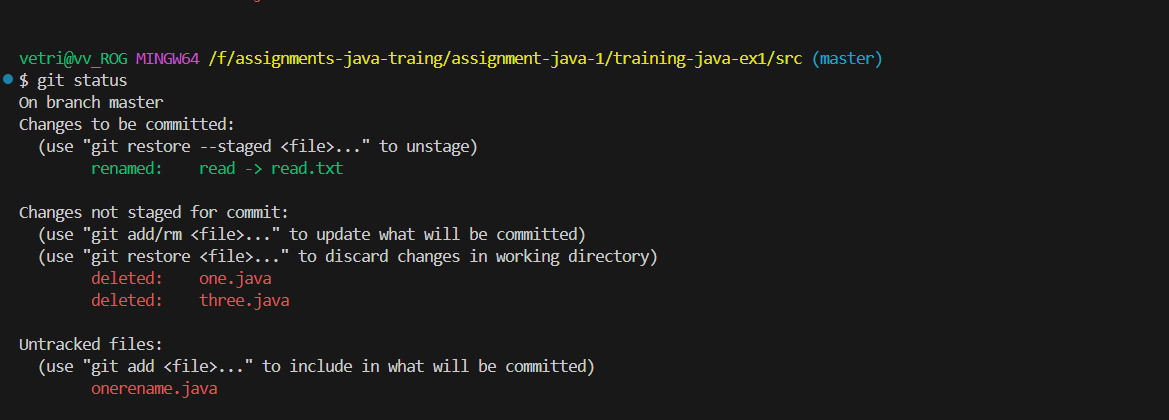 vetri@vv_ROG MINGW64 /f/assignments-java-traing/assignment-java-1/training-java-ex1/src (master)
$ git status
On branch master
Changes to be committed:
  (use "git restore --staged <file>..." to unstage)
        renamed:    read -> read.txt

Changes not staged for commit:
  (use "git add/rm <file>..." to update what will be committed)
  (use "git restore <file>..." to discard changes in working directory)
        deleted:    one.java
        deleted:    three.java

Untracked files:
  (use "git add <file>..." to include in what will be committed)
        onerename.java